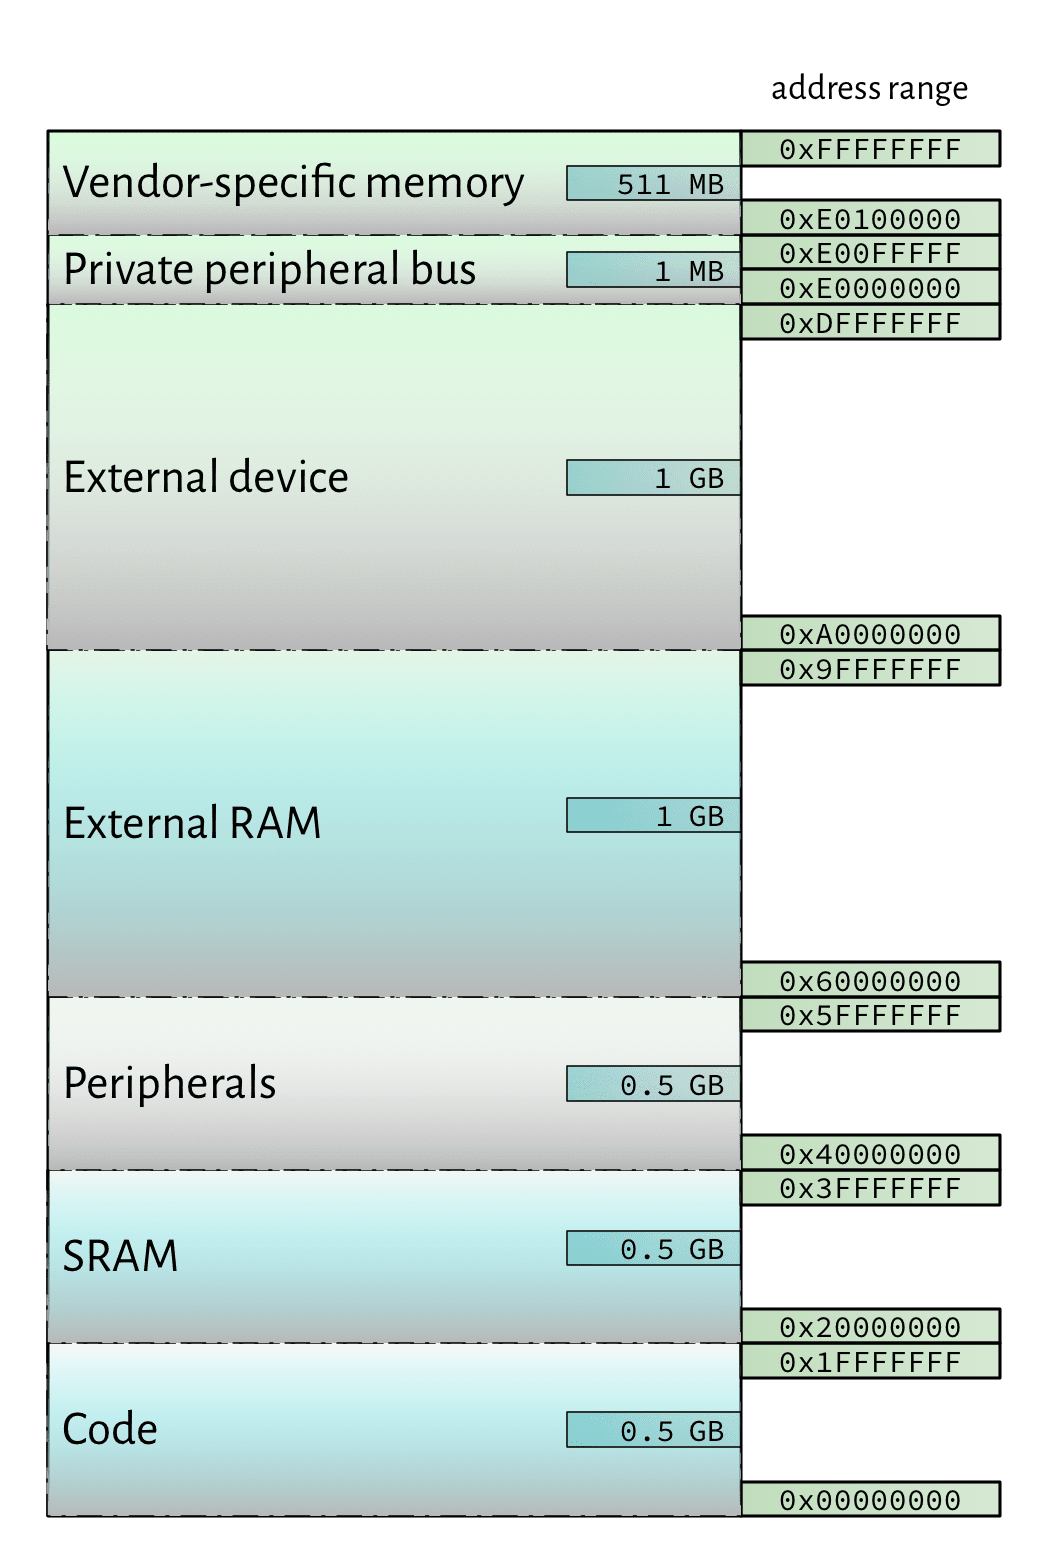 address range
0xFFFFFFFF
Vendor-specific memory 511 MB
0xE0100000
0xE00FFFFF
Private peripheral bus 1 MB
0xE0000000
0xDFFFFFFF
External device 1 GB
0xA0000000
0x9FFFFFFF
External RAM 1 GB
0x60000000
0x5FFFFFFF
Peripherals 0.5 GB
0x40000000
0x3FFFFFFF
SRAM 0.5 GB
0x20000000
0x1FFFFFFF
Code 0.5 GB
0x00000000